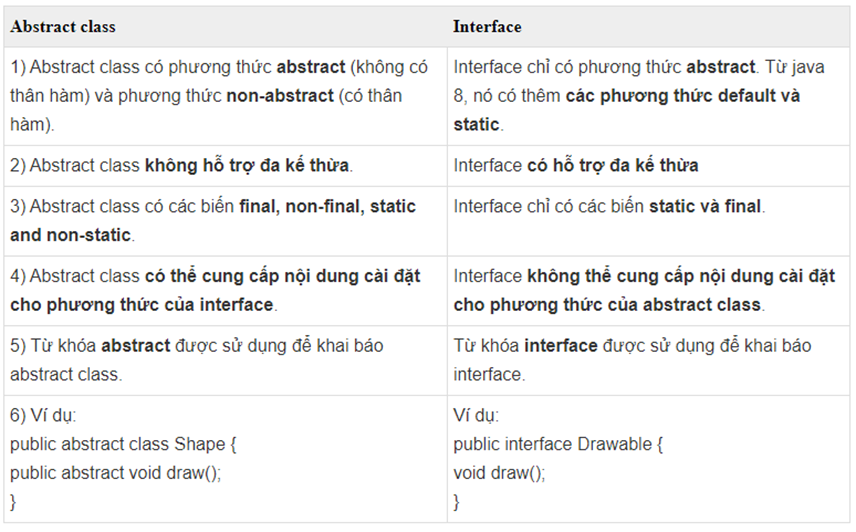 Abstract class
Interface
1) Abstract class có phương thức abstract (không có
thân hàm) và phương thức non-abstract (có thân
hàm).
Interface chỉ có phương thức abstract. Từ java
8, nó có thêm các phương thức default và
static.
2) Abstract class không hỗ trợ đa kế thừa.
Interface có hỗ trợ đa kế thừa
3) Abstract class có các biến final, non-final, static
and non-static.
Interface chỉ có các biến static và final.
4) Abstract class có thể cung cấp nội dung cài đặt
cho phương thức của interface.
Interface không thể cung cấp nội dung cài đặt
cho phương thức của abstract class.
5) Từ khóa abstract được sử dụng để khai báo
abstract class.
Từ khóa interface được sử dụng để khai báo
interface.
6) Ví dụ:
public abstract class Shape {
public abstract void draw();
}
Ví dụ:
public interface Drawable {
void draw();
}